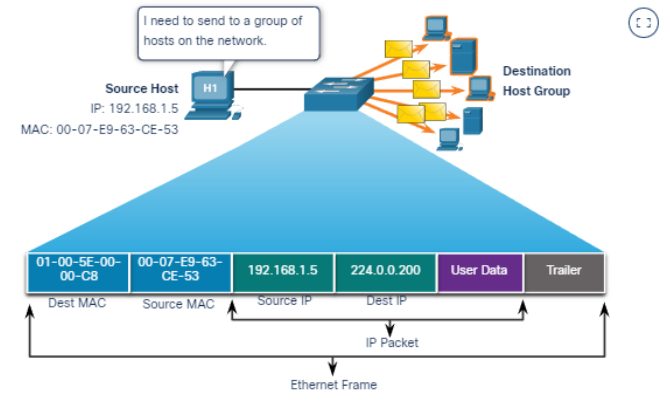 I need to send to a group of
hosts on the network.
Source Host
H1
IP: 192.168.1.5
MAC: 00-07-E9-63-CE-53
Destination
Host Group
01-00-5E-00-
00-C8
00-07-E9-63-
CE-53
192.168.1.5
224.0.0.200
User Data
Trailer
Dest MAC
Source MAC
Source IP
Dest IP
IP Packet
Ethernet Frame